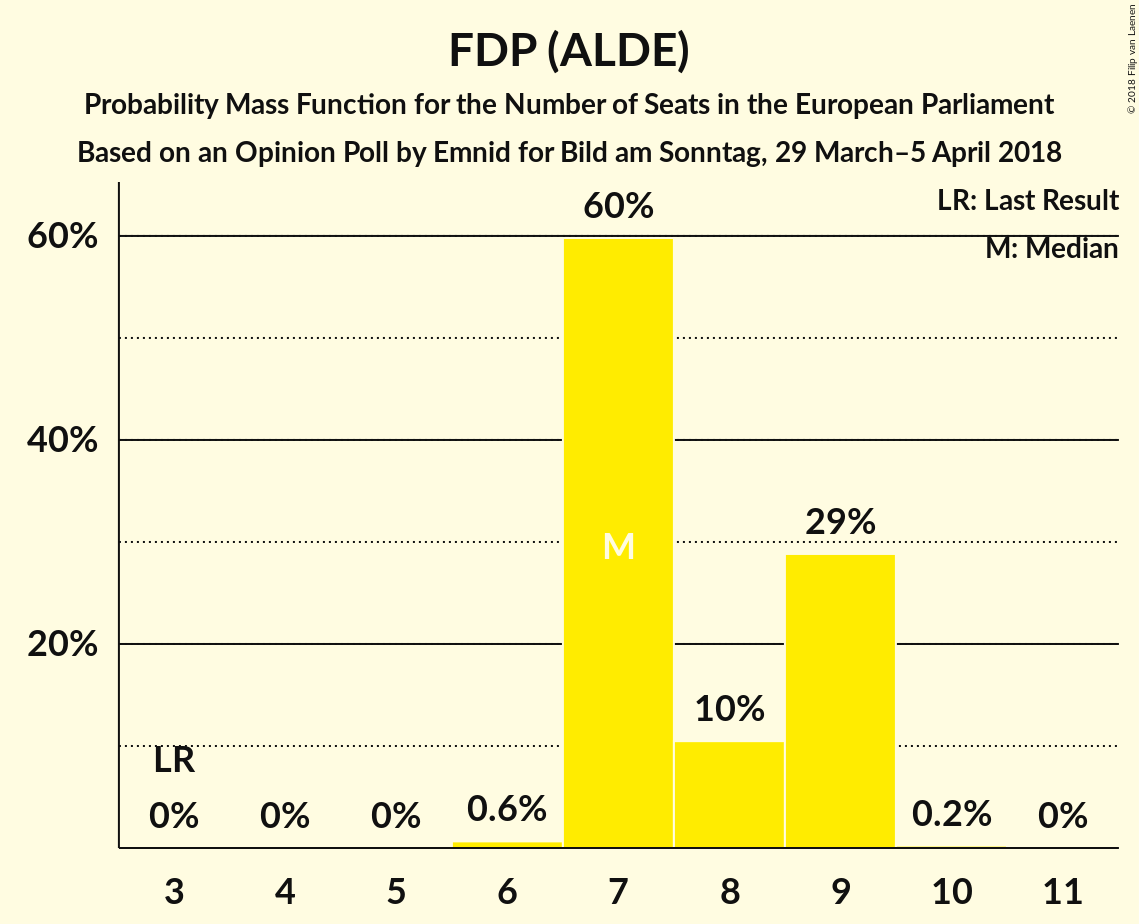 FDP (ALDE)
Probability Mass Function for the Number of Seats in the European Parliament
Based on an Opinion Poll by Emnid for Bild am Sonntag, 29 March–5 April 2018
© 2018 Filip van Laenen
LR: Last Result
M: Median
60%
40%
20%
LR
0%
0%
0%
0.6%
60%
M
10%
29%
0.2%
0%
3 4 5 6 7 8 9 10 11